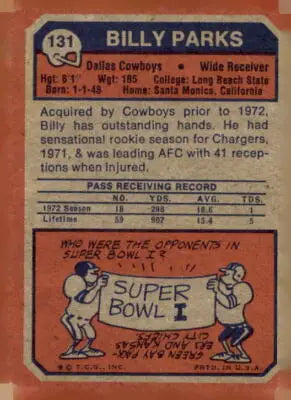 131
BILLY PARKS
Dallas Cowboys • Wide Receiver
Hgt: 6'1" Wgt: 185 College: Long Beach State
Born: 1-1-48 Home: Santa Monica, California
Acquired by Cowboys prior to 1972,
Billy has outstanding hands. He had
sensational rookie season for Chargers,
1971, & was leading AFC with 41 recep-
tions when injured.
PASS RECEIVING RECORD
NO. YDS. AVG. TDS.
1972 Season 18 298 16.6 1
Lifetime 59 907 15.4 5
WHO WERE THE OPPONENTS IN
SUPER BOWL I?
SUPER
BOWL I
GREEN BAY PACK-
ERS AND KANSAS
CITY CHIEFS
© T.C.G., INC. PRTD. IN U.S.A.